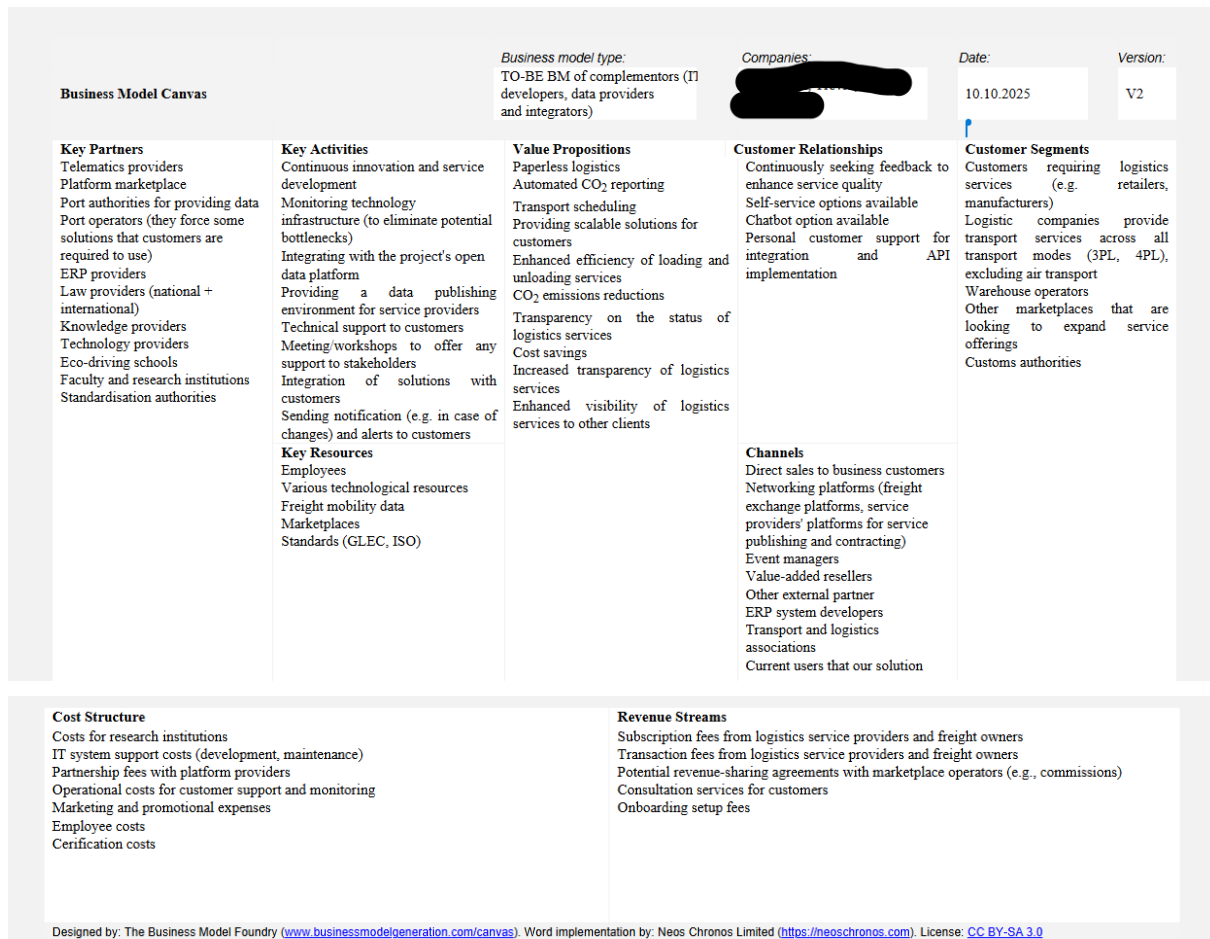 Business model type:
Companies:
Date:
Version:
Business Model Canvas
TO-BE BM of complementors (IT
developers, data providers
and integrators)
10.10.2025
V2
Key Partners
Telematics providers
Platform marketplace
Port authorities for providing data
Port operators (they force some
solutions that customers are
required to use)
ERP providers
Law providers (national +
international)
Knowledge providers
Technology providers
Eco-driving schools
Faculty and research institutions
Standardisation authorities
Key Activities
Continuous innovation and service
development
Monitoring technology
infrastructure (to eliminate potential
bottlenecks)
Integrating with the project's open
data platform
Providing a data publishing
environment for service providers
Technical support to customers
Meeting/workshops to offer any
support to stakeholders
Integration of solutions with
customers
Sending notification (e.g. in case of
changes) and alerts to customers
Key Resources
Employees
Various technological resources
Freight mobility data
Marketplaces
Standards (GLEC, ISO)
Value Propositions
Paperless logistics
Automated CO₂ reporting
Transport scheduling
Providing scalable solutions for
customers
Enhanced efficiency of loading and
unloading services
CO₂ emissions reductions
Transparency on the status of
logistics services
Cost savings
Increased transparency of logistics
services
Enhanced visibility of logistics
services to other clients
Customer Relationships
Continuously seeking feedback to
enhance service quality
Self-service options available
Chatbot option available
Personal customer support for
integration and API
implementation
Channels
Direct sales to business customers
Networking platforms (freight
exchange platforms, service
providers' platforms for service
publishing and contracting)
Event managers
Value-added resellers
Other external partner
ERP system developers
Transport and logistics
associations
Current users that our solution
Customer Segments
Customers requiring logistics
services (e.g. retailers,
manufacturers)
Logistic companies provide
transport services across all
transport modes (3PL, 4PL),
excluding air transport
Warehouse operators
Other marketplaces that are
looking to expand service
offerings
Customs authorities
Cost Structure
Costs for research institutions
IT system support costs (development, maintenance)
Partnership fees with platform providers
Operational costs for customer support and monitoring
Marketing and promotional expenses
Employee costs
Cerification costs
Revenue Streams
Subscription fees from logistics service providers and freight owners
Transaction fees from logistics service providers and freight owners
Potential revenue-sharing agreements with marketplace operators (e.g., commissions)
Consultation services for customers
Onboarding setup fees
Designed by: The Business Model Foundry (www.businessmodelgeneration.com/canvas). Word implementation by: Neos Chronos Limited (https://neoschronos.com). License: CC BY-SA 3.0